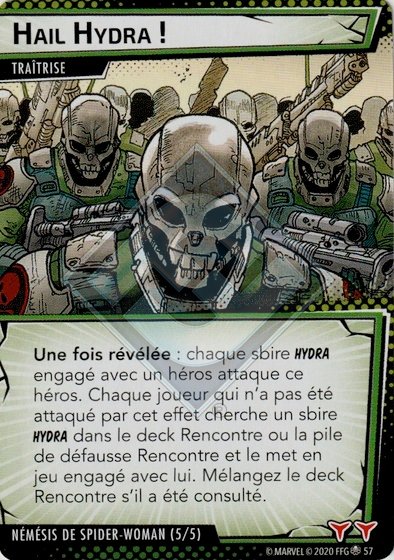 Hail Hydra !
TRAÎTRISE
Une fois révélée : chaque sbire HYDRA
engagé avec un héros attaque ce
héros. Chaque joueur qui n'a pas été
attaqué par cet effet cherche un sbire
HYDRA dans le deck Rencontre ou la pile
de défausse Rencontre et le met en
jeu engagé avec lui. Mélangez le deck
Rencontre s'il a été consulté.
NÉMÉSIS DE SPIDER-WOMAN (5/5)
© MARVEL © 2020 FFG 57